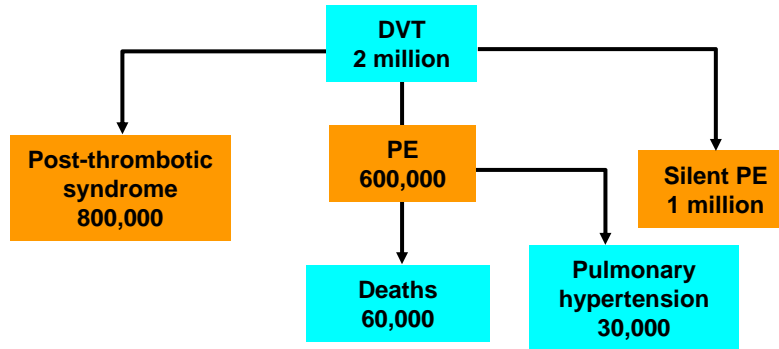 DVT
2 million
Post-thrombotic
syndrome
800,000
PE
600,000
Silent PE
1 million
Deaths
60,000
Pulmonary
hypertension
30,000